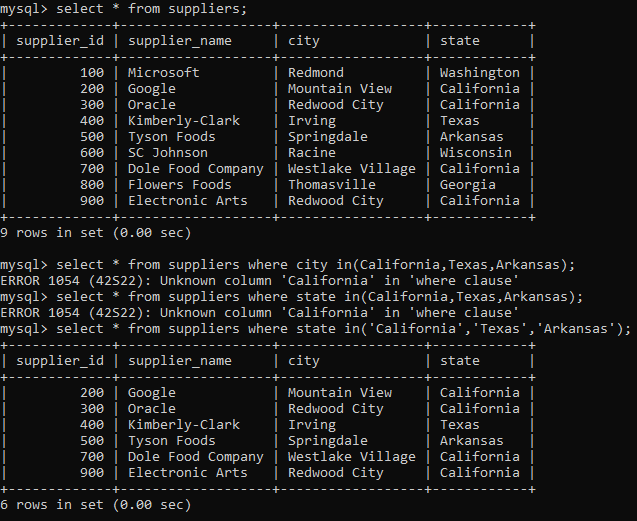 mysql> select * from suppliers;
+-------------+-------------------+------------------+------------+
| supplier_id | supplier_name     | city             | state      |
+-------------+-------------------+------------------+------------+
|         100 | Microsoft         | Redmond          | Washington |
|         200 | Google            | Mountain View    | California |
|         300 | Oracle            | Redwood City     | California |
|         400 | Kimberly-Clark    | Irving           | Texas      |
|         500 | Tyson Foods       | Springdale       | Arkansas   |
|         600 | SC Johnson        | Racine           | Wisconsin  |
|         700 | Dole Food Company | Westlake Village | California |
|         800 | Flowers Foods     | Thomasville      | Georgia    |
|         900 | Electronic Arts   | Redwood City     | California |
+-------------+-------------------+------------------+------------+
9 rows in set (0.00 sec)

mysql> select * from suppliers where city in(California,Texas,Arkansas);
ERROR 1054 (42S22): Unknown column 'California' in 'where clause'
mysql> select * from suppliers where state in(California,Texas,Arkansas);
ERROR 1054 (42S22): Unknown column 'California' in 'where clause'
mysql> select * from suppliers where state in('California','Texas','Arkansas');
+-------------+-------------------+------------------+------------+
| supplier_id | supplier_name     | city             | state      |
+-------------+-------------------+------------------+------------+
|         200 | Google            | Mountain View    | California |
|         300 | Oracle            | Redwood City     | California |
|         400 | Kimberly-Clark    | Irving           | Texas      |
|         500 | Tyson Foods       | Springdale       | Arkansas   |
|         700 | Dole Food Company | Westlake Village | California |
|         900 | Electronic Arts   | Redwood City     | California |
+-------------+-------------------+------------------+------------+
6 rows in set (0.00 sec)